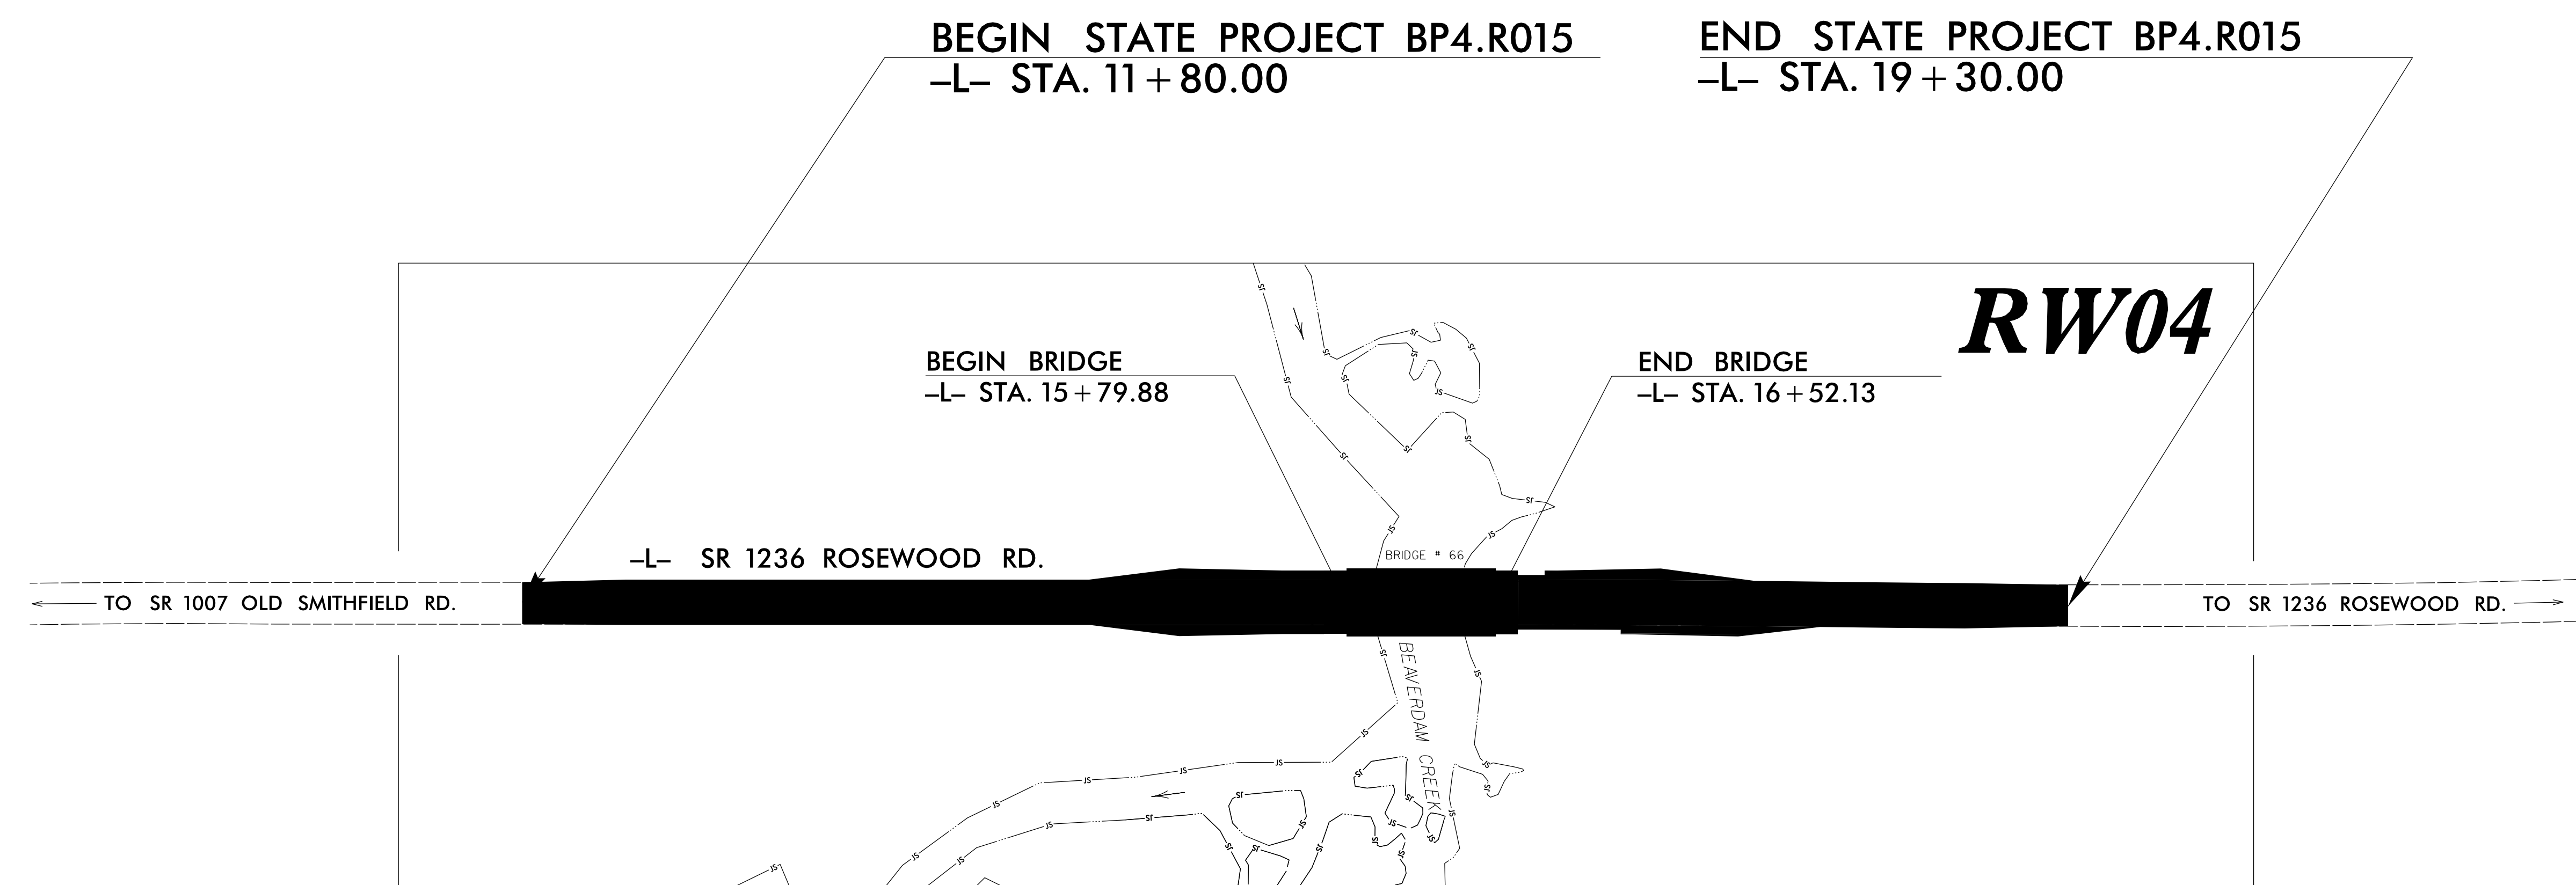 BEGIN STATE PROJECT BP4.R015
–L– STA. 11+80.00
END STATE PROJECT BP4.R015
–L– STA. 19+30.00
RW04
BEGIN BRIDGE
–L– STA. 15+79.88
END BRIDGE
–L– STA. 16+52.13
BRIDGE # 66
–L– SR 1236 ROSEWOOD RD.
TO SR 1007 OLD SMITHFIELD RD.
TO SR 1236 ROSEWOOD RD.
BEAVERDAM CREEK